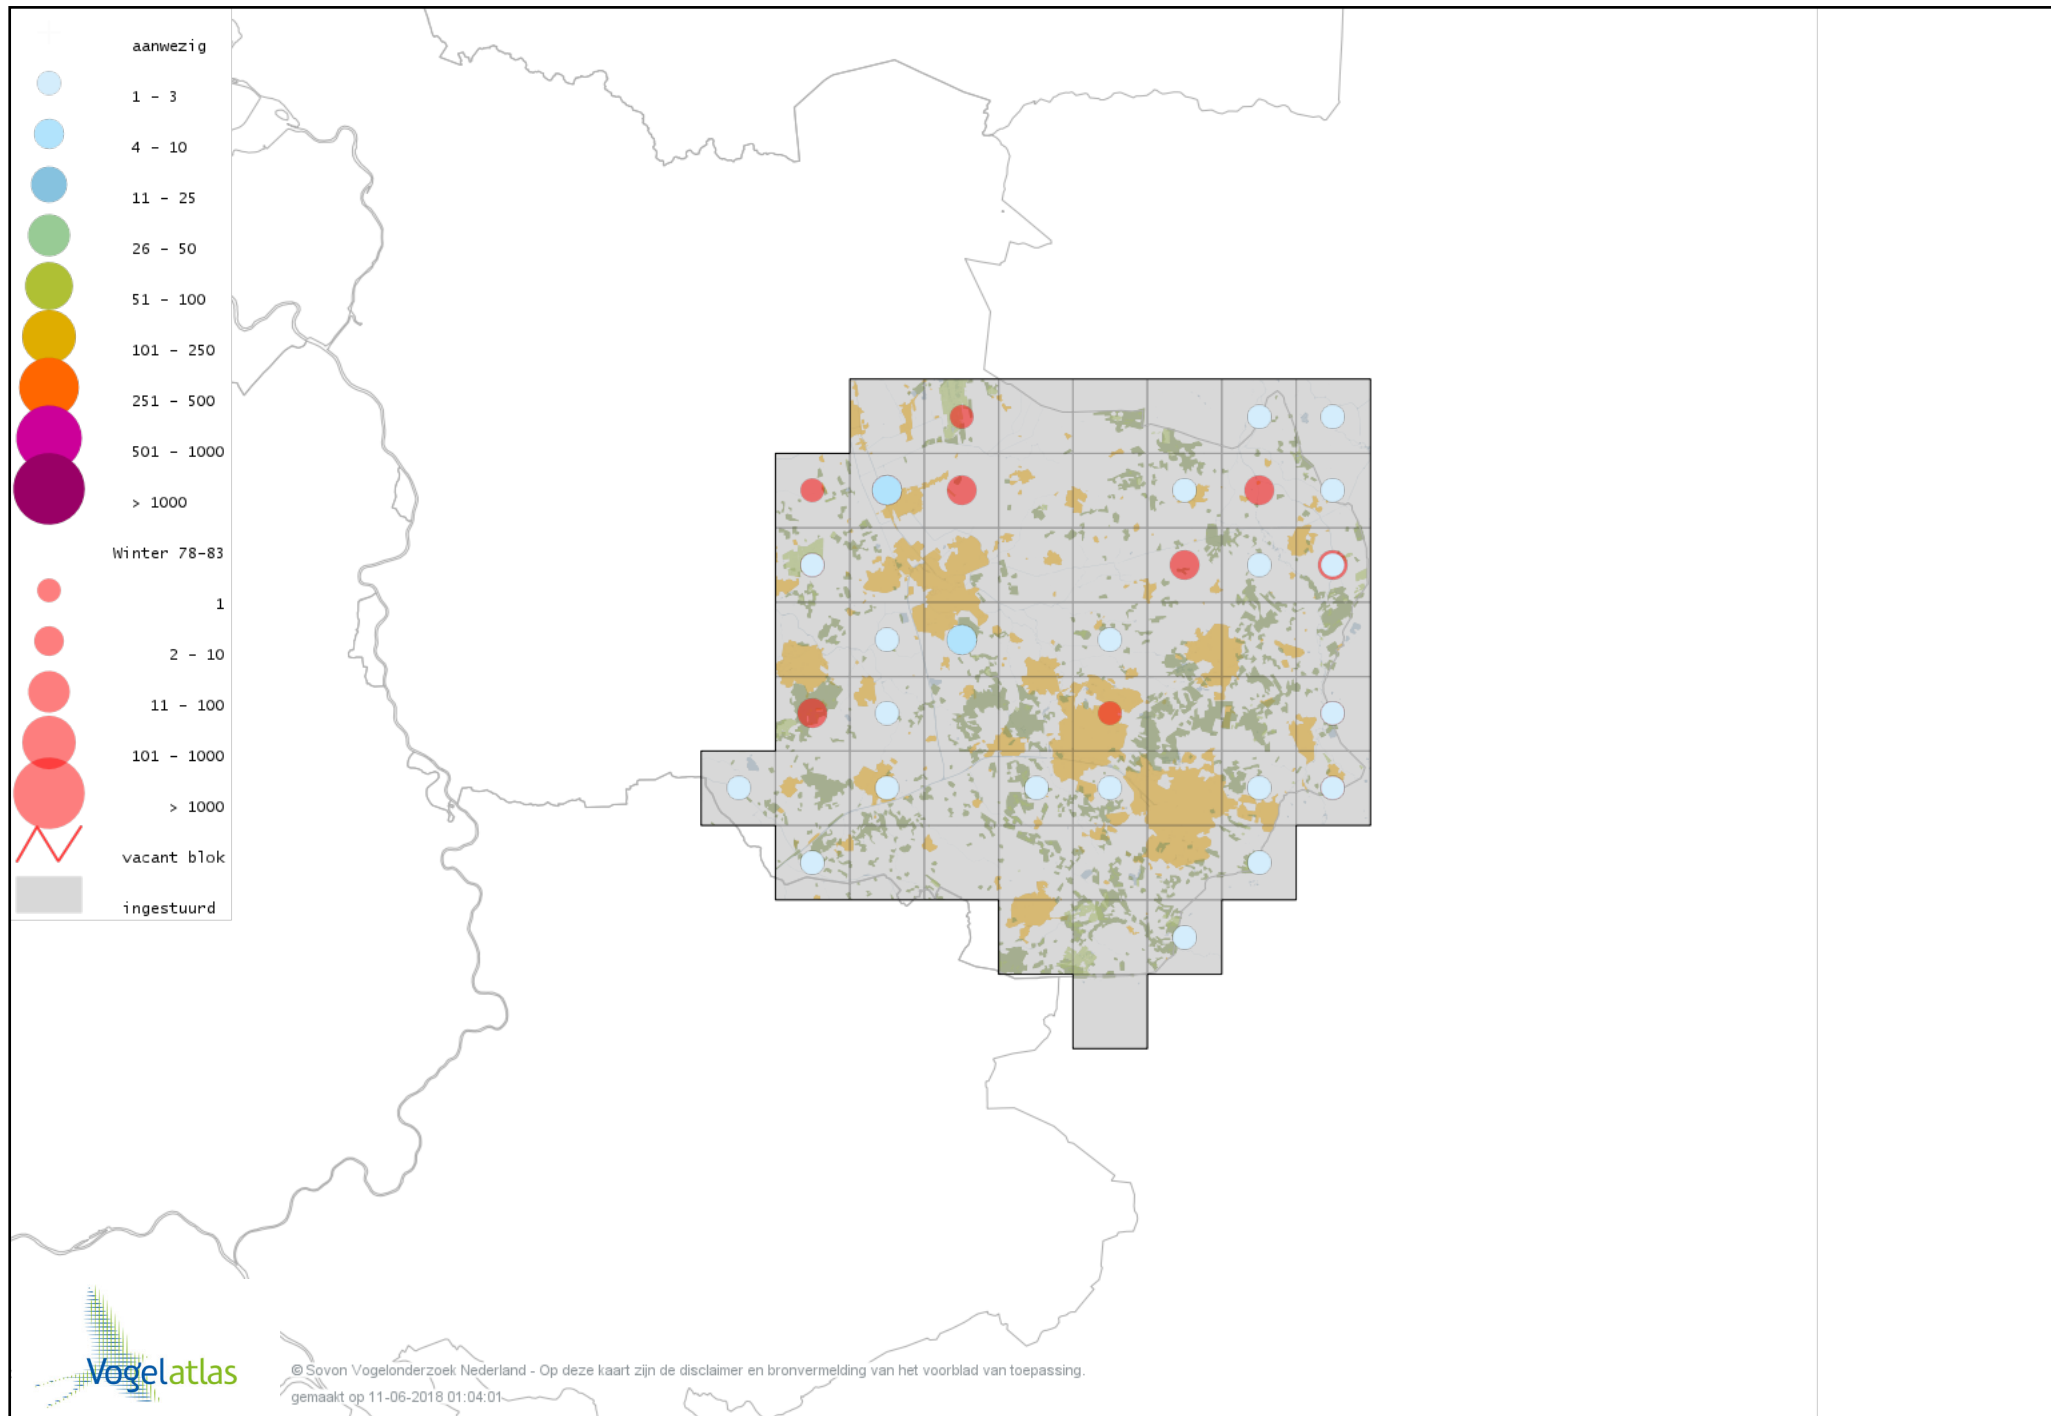 aanwezig
1 - 3
4 - 10
11 - 25
26 - 50
51 - 100
101 - 250
251 - 500
501 - 1000
> 1000
Winter 78-83
1
2 - 10
11 - 100
101 - 1000
> 1000
vacant blok
ingestuurd
Vogelatlas
© Sovon Vogelonderzoek Nederland - Op deze kaart zijn de disclaimer en bronvermelding van het voorblad van toepassing.
gemaakt op 11-06-2018 01:04:01